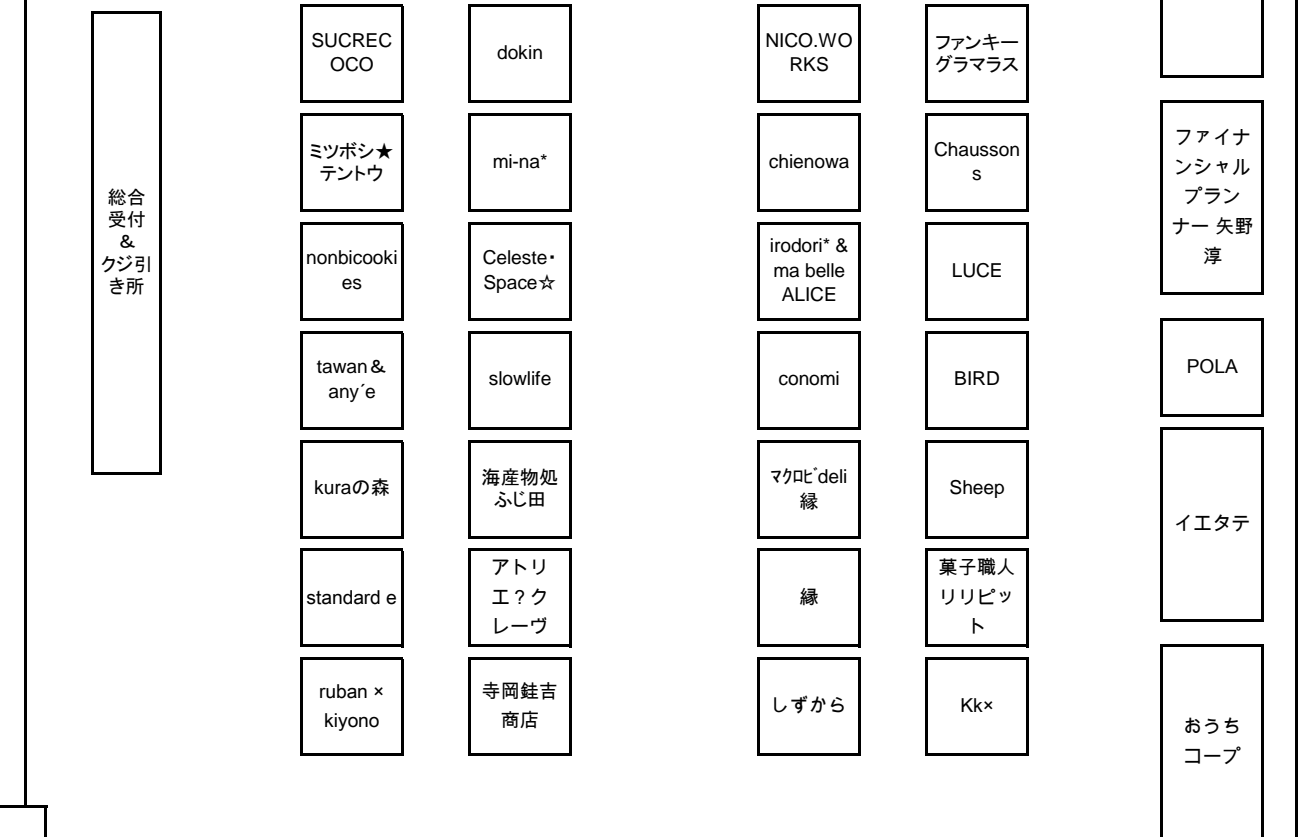 総合
受付
&
クジ引
き所
SUCREC
OCO
dokin
NICO.WO
RKS
ファンキー
グラマラス
ミツボシ★
テントウ
mi-na*
chienowa
Chausson
s
ファイナ
ンシャル
プラン
ナー 矢野
淳
nonbicooki
es
Celeste・
Space☆
irodori* &
ma belle
ALICE
LUCE
tawan&
any´e
slowlife
conomi
BIRD
POLA
kuraの森
海産物処
ふじ田
マクロビdeli
縁
Sheep
イエタテ
standard e
アトリ
エ?ク
レーヴ
縁
菓子職人
リリピッ
ト
ruban ×
kiyono
寺岡銈吉
商店
しずから
Kk×
おうち
コープ